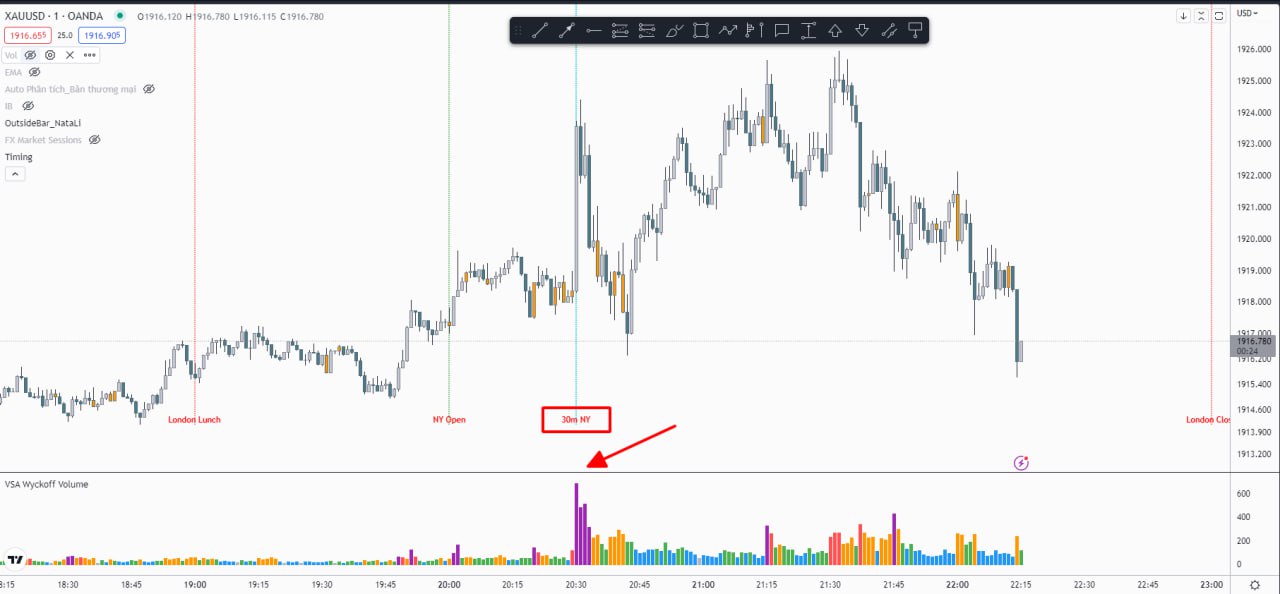 XAUUSD · 1 · OANDA O1916.120 H1916.780 L1916.115 C1916.780
1916.655 25.0 1916.905
Vol
EMA
Auto Phân tích_Bản thương mại
IB
OutsideBar_NataLi
FX Market Sessions
Timing
USD
1926.000
1925.000
1924.000
1923.000
1922.000
1921.000
1920.000
1919.000
1918.000
1917.000
1916.780
00:24
1916.200
1915.400
1914.600
1913.900
1913.200
London Lunch NY Open 30m NY London Clos
VSA Wyckoff Volume
600
400
200
0
18:30 18:45 19:00 19:15 19:30 19:45 20:00 20:15 20:30 20:45 21:00 21:15 21:30 21:45 22:00 22:15 22:30 22:45 23:00